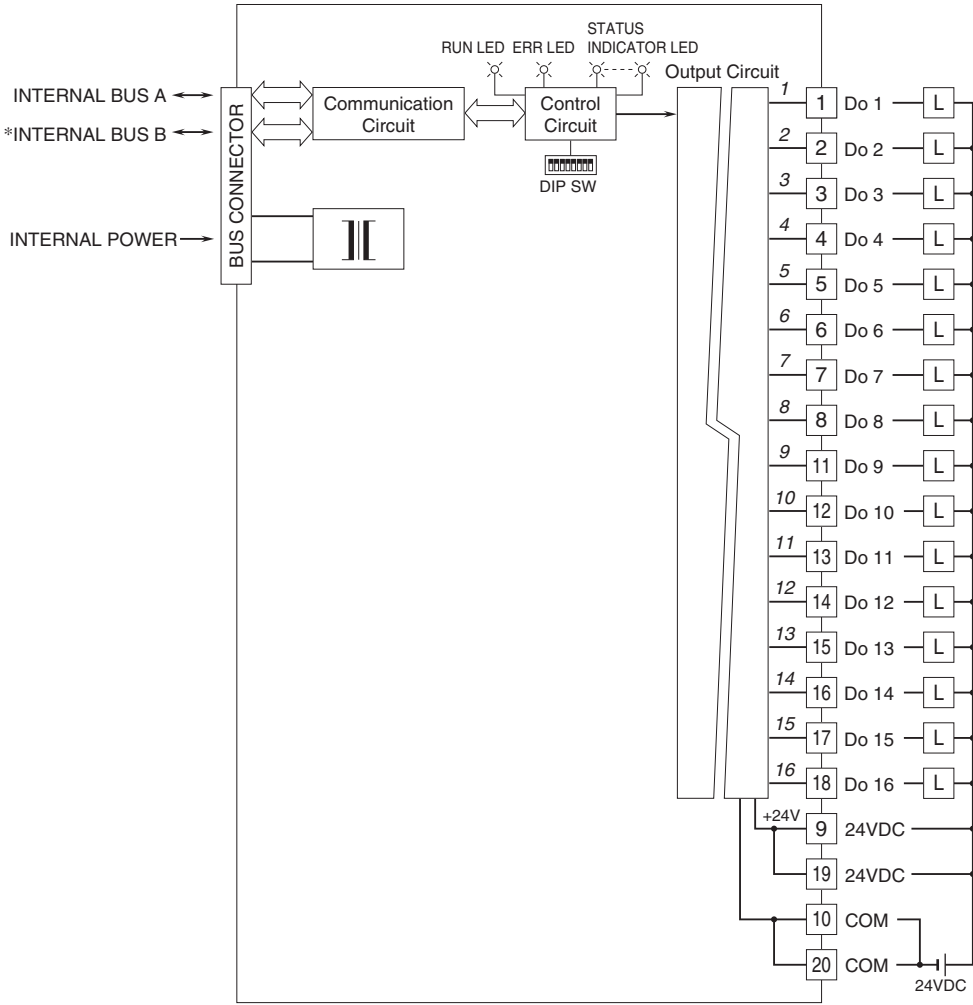 STATUS
RUN LED ERR LED INDICATOR LED
Output Circuit
INTERNAL BUS A
*INTERNAL BUS B
INTERNAL POWER
BUS CONNECTOR
Communication
Circuit
Control
Circuit
DIP SW
1 1 Do 1 L
2 2 Do 2 L
3 3 Do 3 L
4 4 Do 4 L
5 5 Do 5 L
6 6 Do 6 L
7 7 Do 7 L
8 8 Do 8 L
9 11 Do 9 L
10 12 Do 10 L
11 13 Do 11 L
12 14 Do 12 L
13 15 Do 13 L
14 16 Do 14 L
15 17 Do 15 L
16 18 Do 16 L
+24V 9 24VDC
19 24VDC
10 COM
20 COM
24VDC